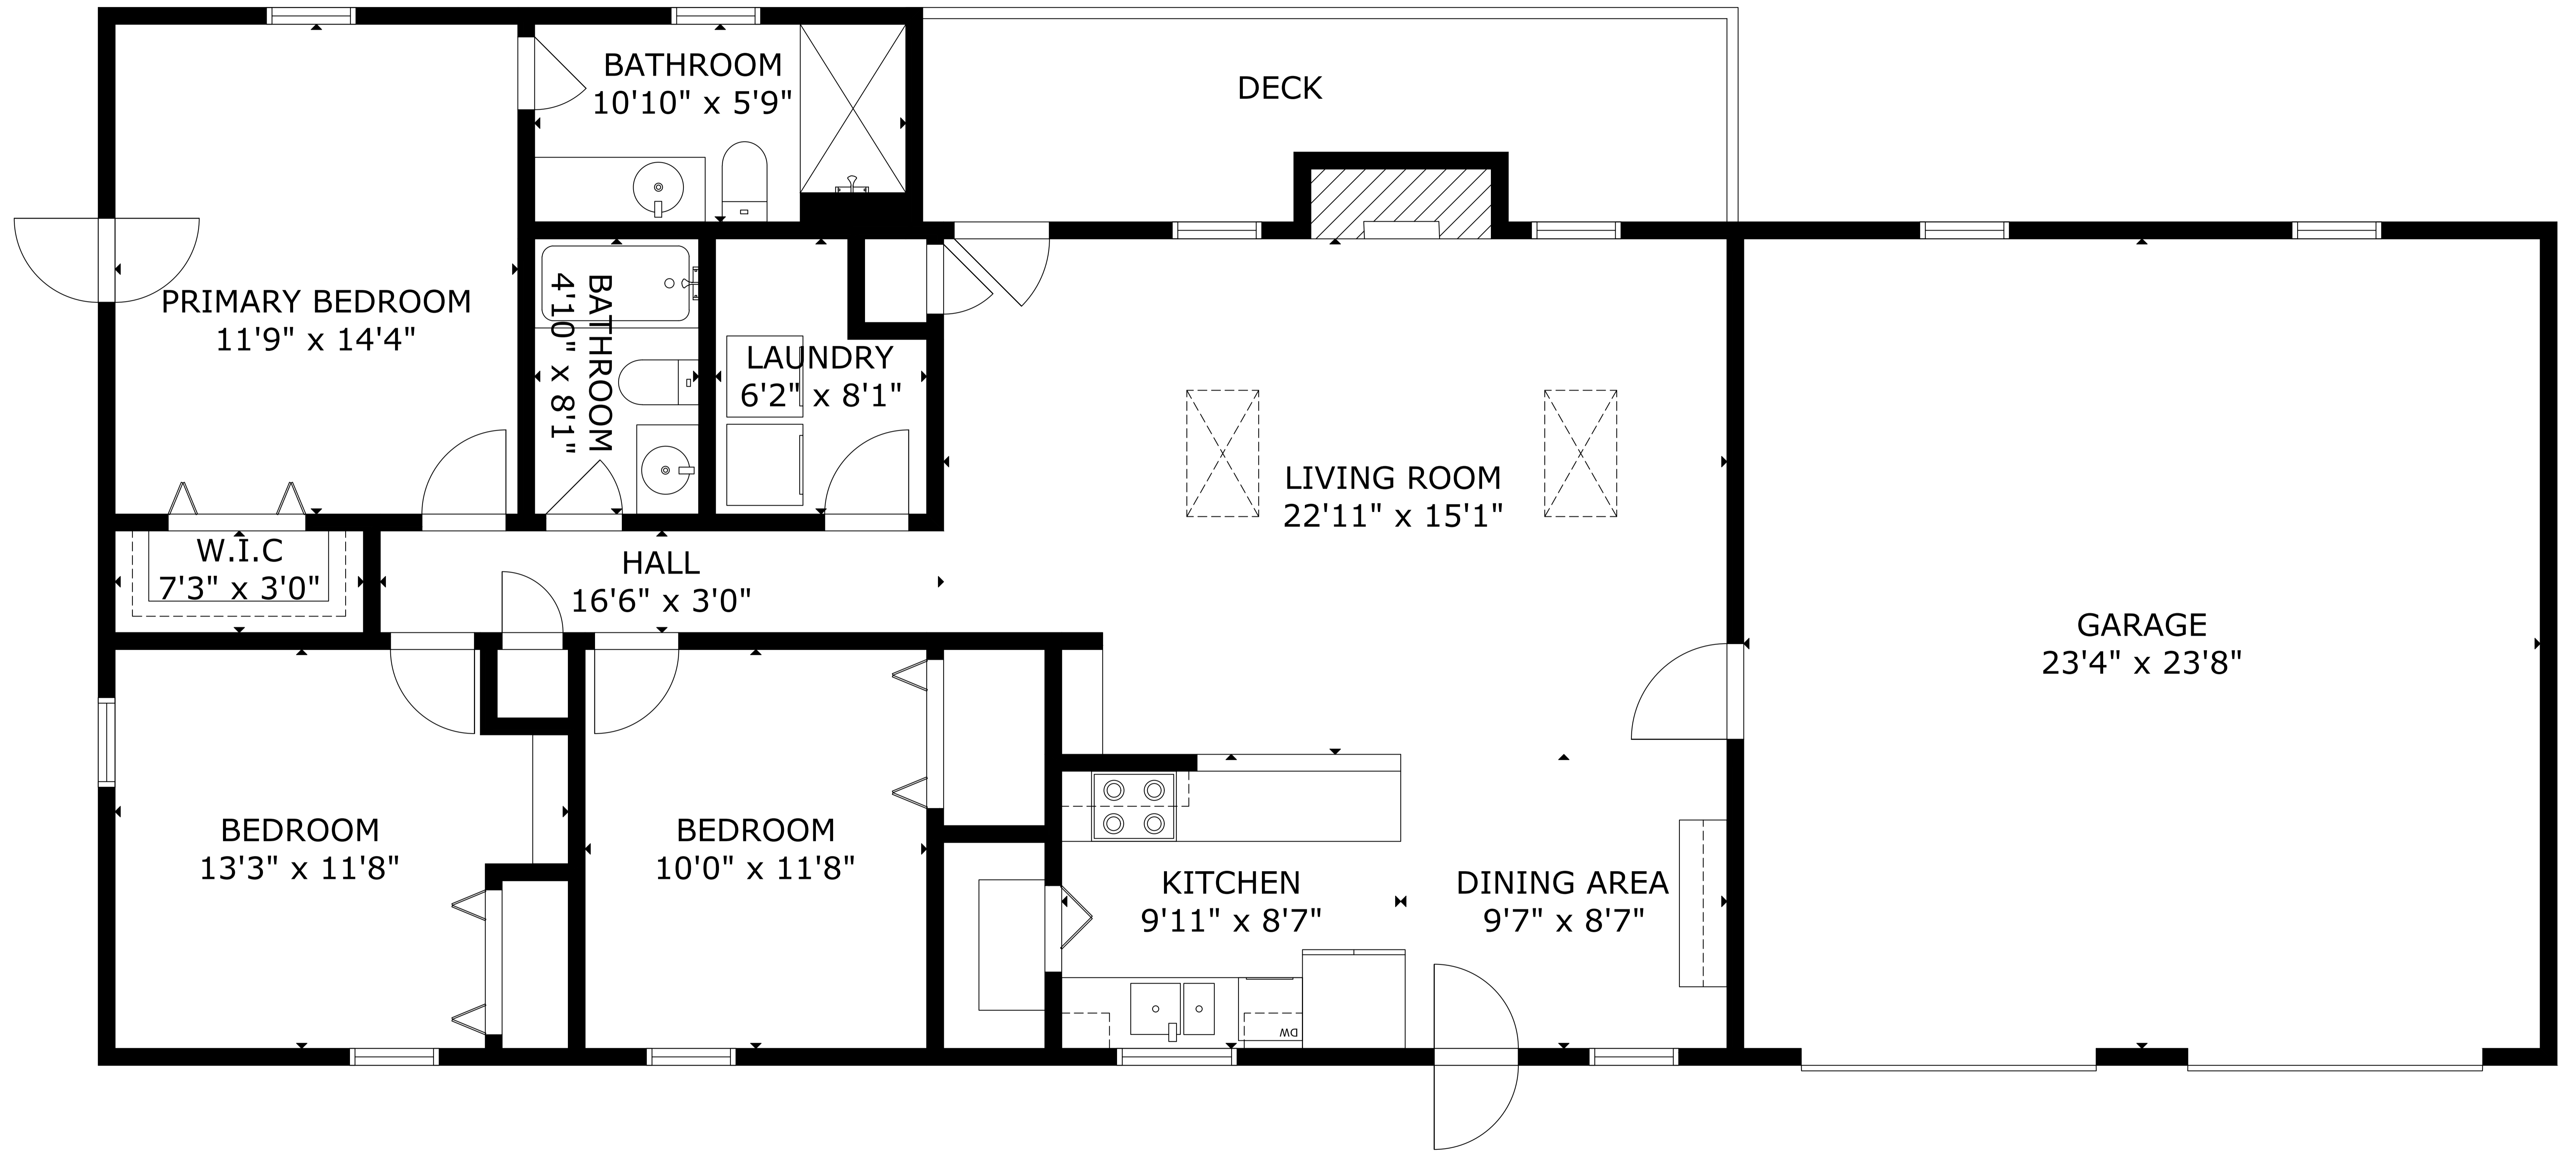 BATHROOM
10'10" x 5'9"
DECK
PRIMARY BEDROOM
11'9" x 14'4"
BATHROOM
4'10" x 8'1"
LAUNDRY
6'2" x 8'1"
LIVING ROOM
22'11" x 15'1"
W.I.C
7'3" x 3'0"
HALL
16'6" x 3'0"
GARAGE
23'4" x 23'8"
BEDROOM
13'3" x 11'8"
BEDROOM
10'0" x 11'8"
KITCHEN
9'11" x 8'7"
DINING AREA
9'7" x 8'7"
DW